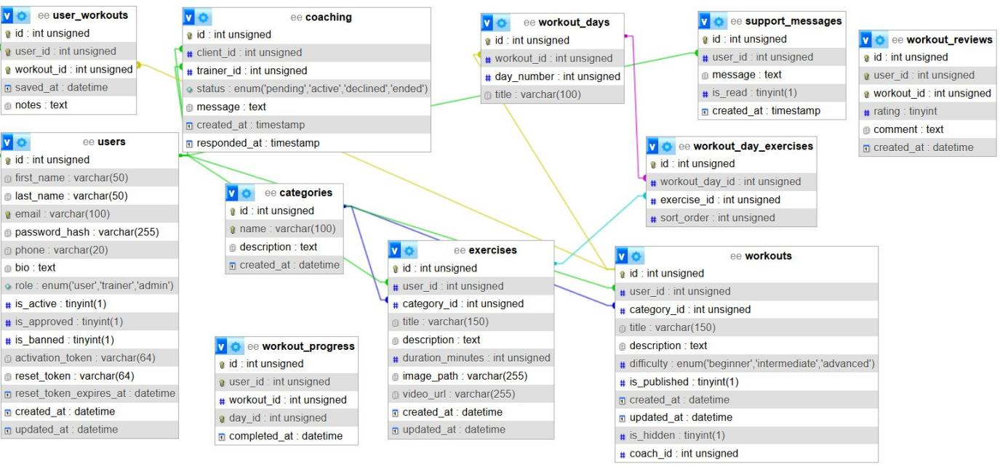 ee user_workouts
id : int unsigned
user_id : int unsigned
workout_id : int unsigned
saved_at : datetime
notes : text
ee coaching
id : int unsigned
client_id : int unsigned
trainer_id : int unsigned
status : enum('pending','active','declined','ended')
message : text
created_at : timestamp
responded_at : timestamp
ee workout_days
id : int unsigned
workout_id : int unsigned
day_number : int unsigned
title : varchar(100)
ee support_messages
id : int unsigned
user_id : int unsigned
message : text
is_read : tinyint(1)
created_at : timestamp
ee workout_reviews
id : int unsigned
user_id : int unsigned
workout_id : int unsigned
rating : tinyint
comment : text
created_at : datetime
ee users
id : int unsigned
first_name : varchar(50)
last_name : varchar(50)
email : varchar(100)
password_hash : varchar(255)
phone : varchar(20)
bio : text
role : enum('user','trainer','admin')
is_active : tinyint(1)
is_approved : tinyint(1)
is_banned : tinyint(1)
activation_token : varchar(64)
reset_token : varchar(64)
reset_token_expires_at : datetime
created_at : datetime
updated_at : datetime
ee categories
id : int unsigned
name : varchar(100)
description : text
created_at : datetime
ee workout_day_exercises
id : int unsigned
workout_day_id : int unsigned
exercise_id : int unsigned
sort_order : int unsigned
ee exercises
id : int unsigned
user_id : int unsigned
category_id : int unsigned
title : varchar(150)
description : text
duration_minutes : int unsigned
image_path : varchar(255)
video_url : varchar(255)
created_at : datetime
updated_at : datetime
ee workouts
id : int unsigned
user_id : int unsigned
category_id : int unsigned
title : varchar(150)
description : text
difficulty : enum('beginner','intermediate','advanced')
is_published : tinyint(1)
created_at : datetime
updated_at : datetime
is_hidden : tinyint(1)
coach_id : int unsigned
ee workout_progress
id : int unsigned
user_id : int unsigned
workout_id : int unsigned
day_id : int unsigned
completed_at : datetime